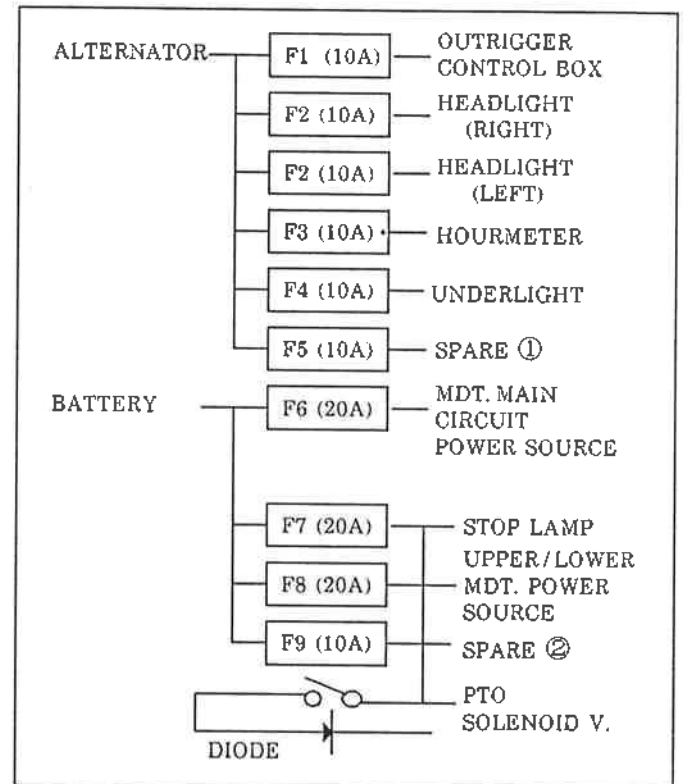 ALTERNATOR
F1 (10A)
OUTRIGGER
CONTROL BOX
F2 (10A)
HEADLIGHT
(RIGHT)
F2 (10A)
HEADLIGHT
(LEFT)
F3 (10A)
HOURMETER
F4 (10A)
UNDERLIGHT
F5 (10A)
SPARE ①
BATTERY
F6 (20A)
MDT. MAIN
CIRCUIT
POWER SOURCE
F7 (20A)
STOP LAMP
F8 (20A)
UPPER/LOWER
MDT. POWER
SOURCE
F9 (10A)
SPARE ②
PTO
SOLENOID V.
DIODE